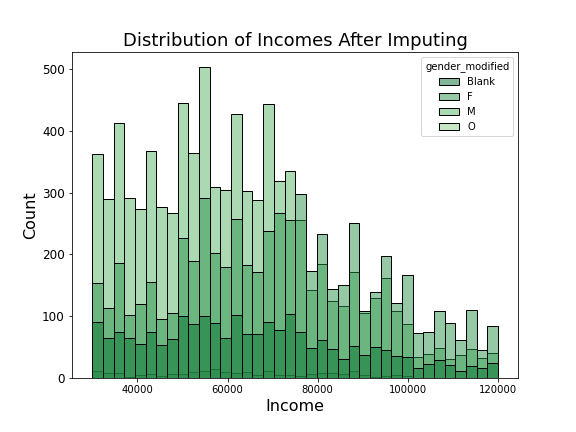 Distribution of Incomes After Imputing
gender_modified
Blank
F
M
O
500
400
300
200
100
0
Count
40000 60000 80000 100000 120000
Income